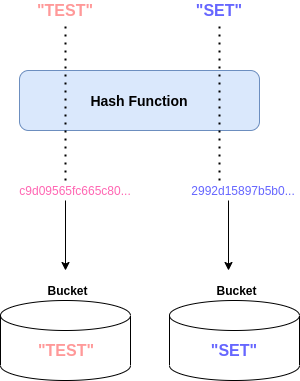 "TEST" "SET"
Hash Function
c9d09565fc665c80... 2992d15897b5b0...
Bucket Bucket
"TEST" "SET"